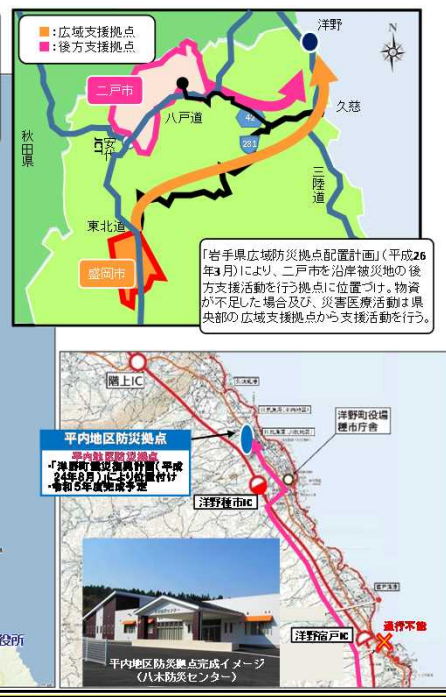 ：広域支援拠点
：後方支援拠点
洋野
N
二戸市
八戸道
久慈
281
秋田県
安代
JCT
三陸道
東北道
盛岡市
「岩手県広域防災拠点配置計画」（平成26
年3月）により、二戸市を沿岸被災地の後
方支援活動を行う拠点に位置づけ。物資
が不足した場合及び、災害医療活動は県
央部の広域支援拠点から支援活動を行う。
階上IC
洋野町役場
種市庁舎
平内地区防災拠点
平内地区防災拠点
・「洋野町震災復興計画（平成
24年8月）」により位置付け
・令和5年度完成予定
洋野種市IC
通行不能
洋野宿戸IC
平内地区防災拠点完成イメージ
（八木防災センター）
役所